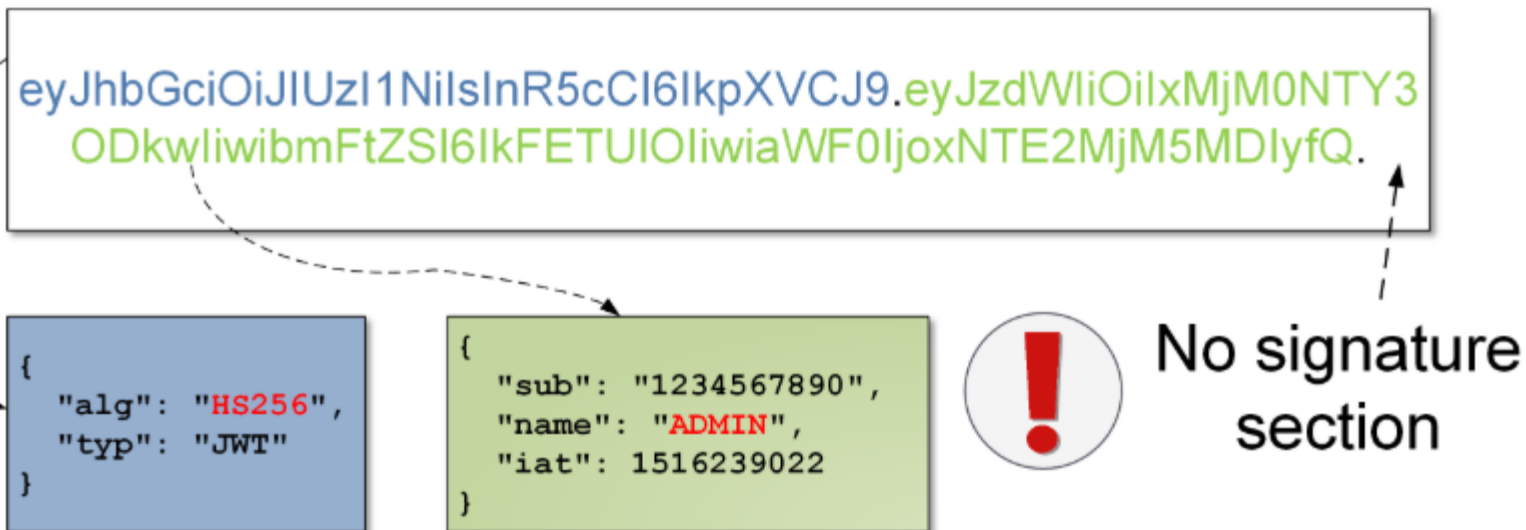 eyJhbGciOiJIUzI1NiIsInR5cCI6IkpXVCJ9.eyJzdWIiOiIxMjM0NTY3
ODkwIiwibmFtZSI6IkFETUlOIiwiaWF0IjoxNTE2MjM5MDIyfQ.
{
"alg": "HS256",
"typ": "JWT"
}
{
"sub": "1234567890",
"name": "ADMIN",
"iat": 1516239022
}
No signature
section